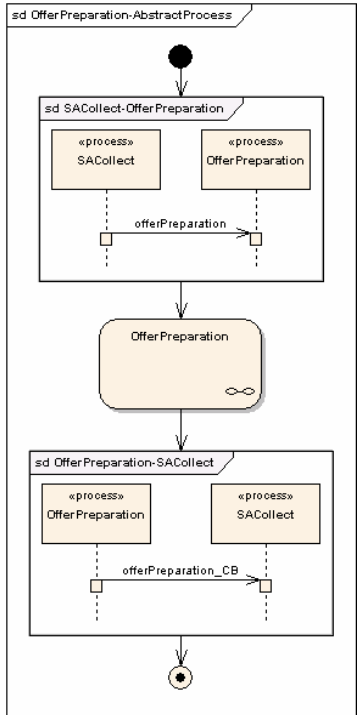 sd OfferPreparation-AbstractProcess
sd SACollect-OfferPreparation
«process» «process»
SACollect OfferPreparation
offerPreparation
OfferPreparation
sd OfferPreparation-SACollect
«process» «process»
OfferPreparation SACollect
offerPreparation_CB